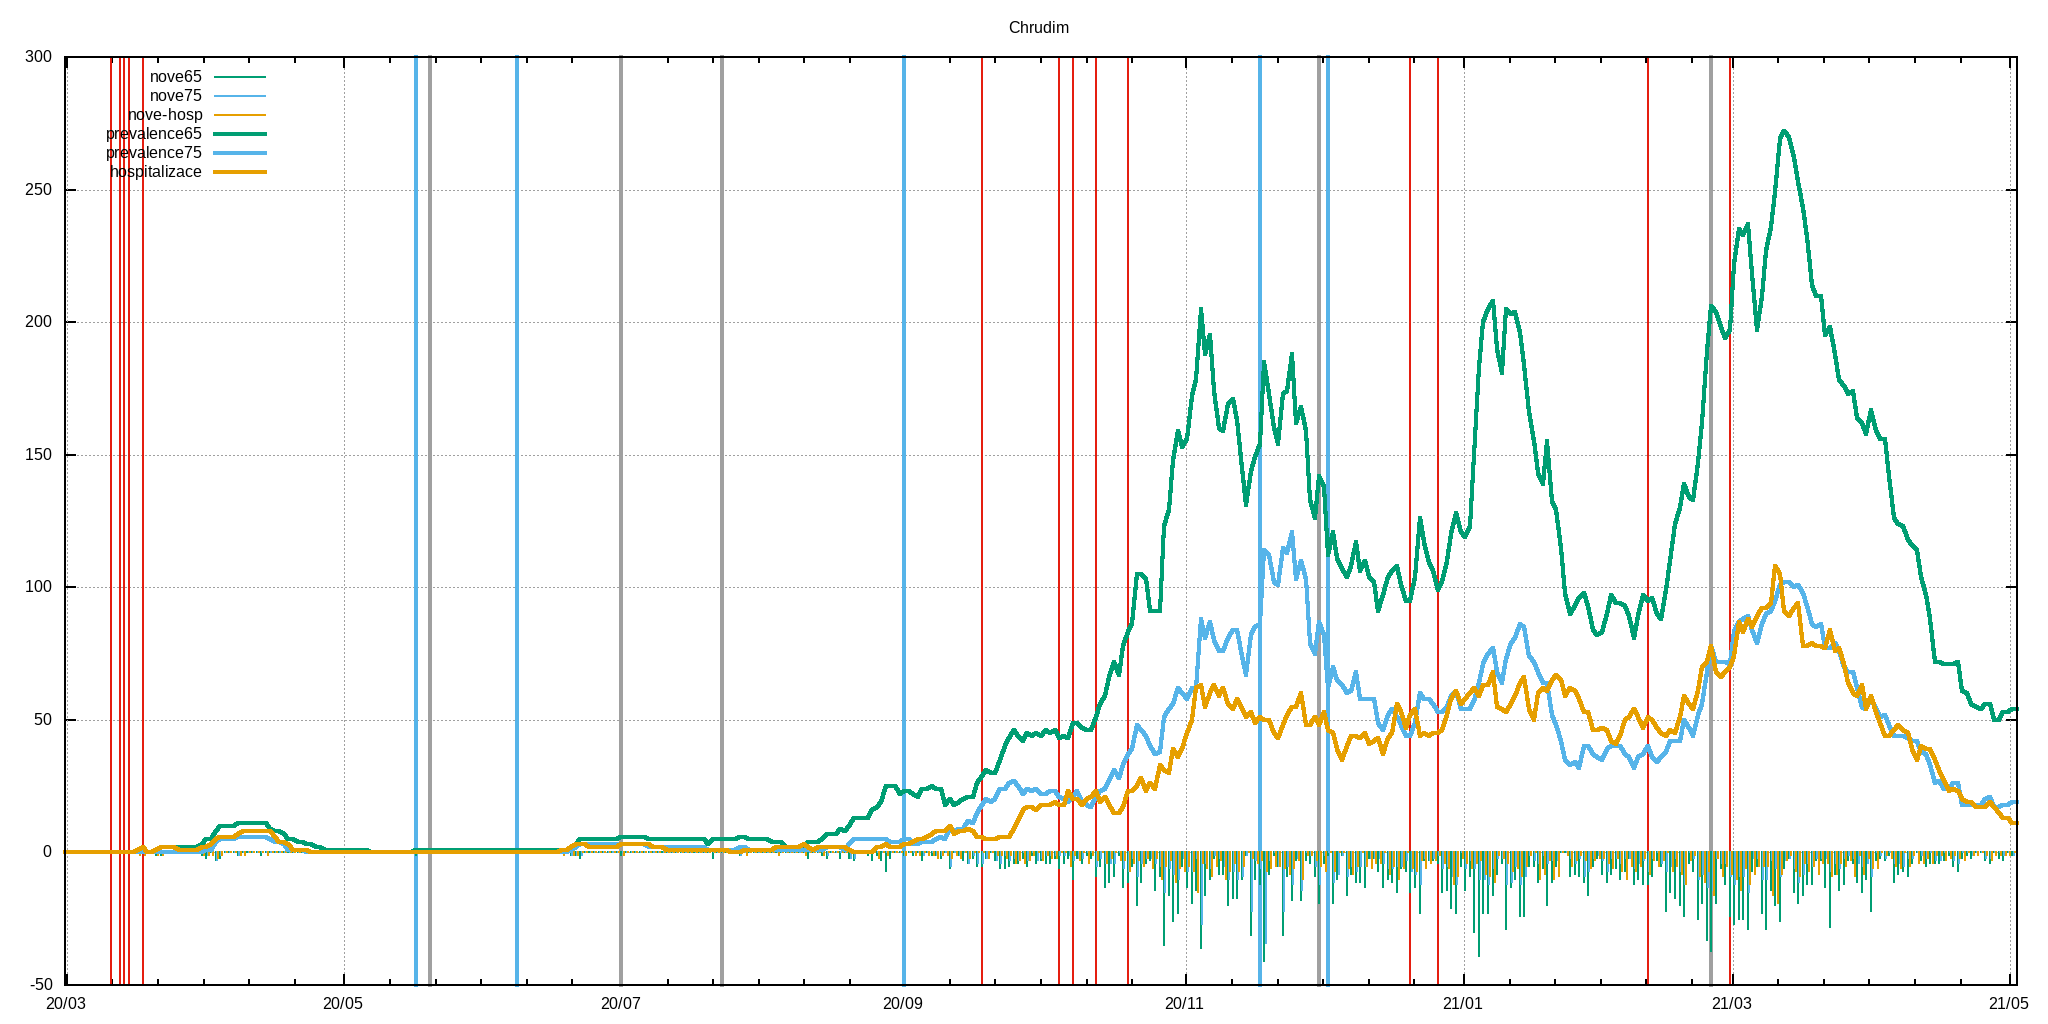 Chrudim
300
nove65
nove75
nove-hosp
prevalence65
prevalence75
hospitalizace
250
200
150
100
50
0
-50
20/03 20/05 20/07 20/09 20/11 21/01 21/03 21/05